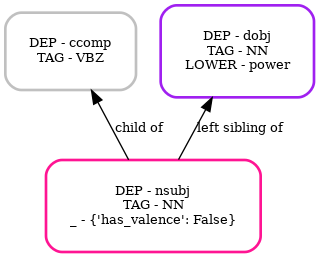 DEP - ccomp
TAG - VBZ
DEP - dobj
TAG - NN
LOWER - power
child of
left sibling of
DEP - nsubj
TAG - NN
_ - {'has_valence': False}